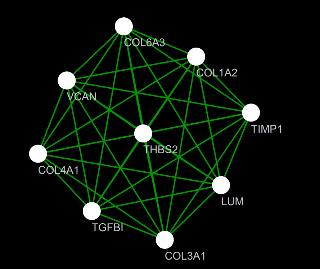 COL6A3
COL1A2
VCAN
TIMP1
THBS2
COL4A1
LUM
TGFBI
COL3A1